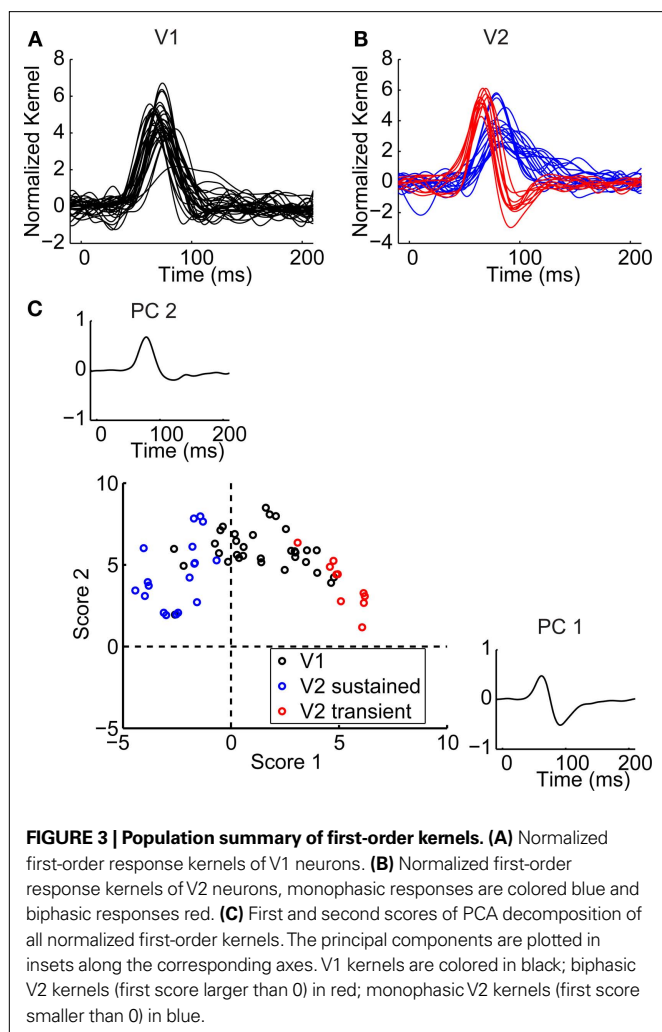 A
V1
8
6
4
2
0
−2
Normalized Kernel
0
100
200
Time (ms)
B
V2
8
6
4
2
0
−2
−4
Normalized Kernel
0
100
200
Time (ms)
C
PC 2
1
0
−1
0
100
200
Time (ms)
10
5
0
−5
Score 2
−5
0
5
10
Score 1
V1
V2 sustained
V2 transient
PC 1
1
0
−1
0
100
200
Time (ms)
FIGURE 3 | Population summary of first-order kernels. (A) Normalized
first-order response kernels of V1 neurons. (B) Normalized first-order
response kernels of V2 neurons, monophasic responses are colored blue and
biphasic responses red. (C) First and second scores of PCA decomposition of
all normalized first-order kernels. The principal components are plotted in
insets along the corresponding axes. V1 kernels are colored in black; biphasic
V2 kernels (first score larger than 0) in red; monophasic V2 kernels (first score
smaller than 0) in blue.